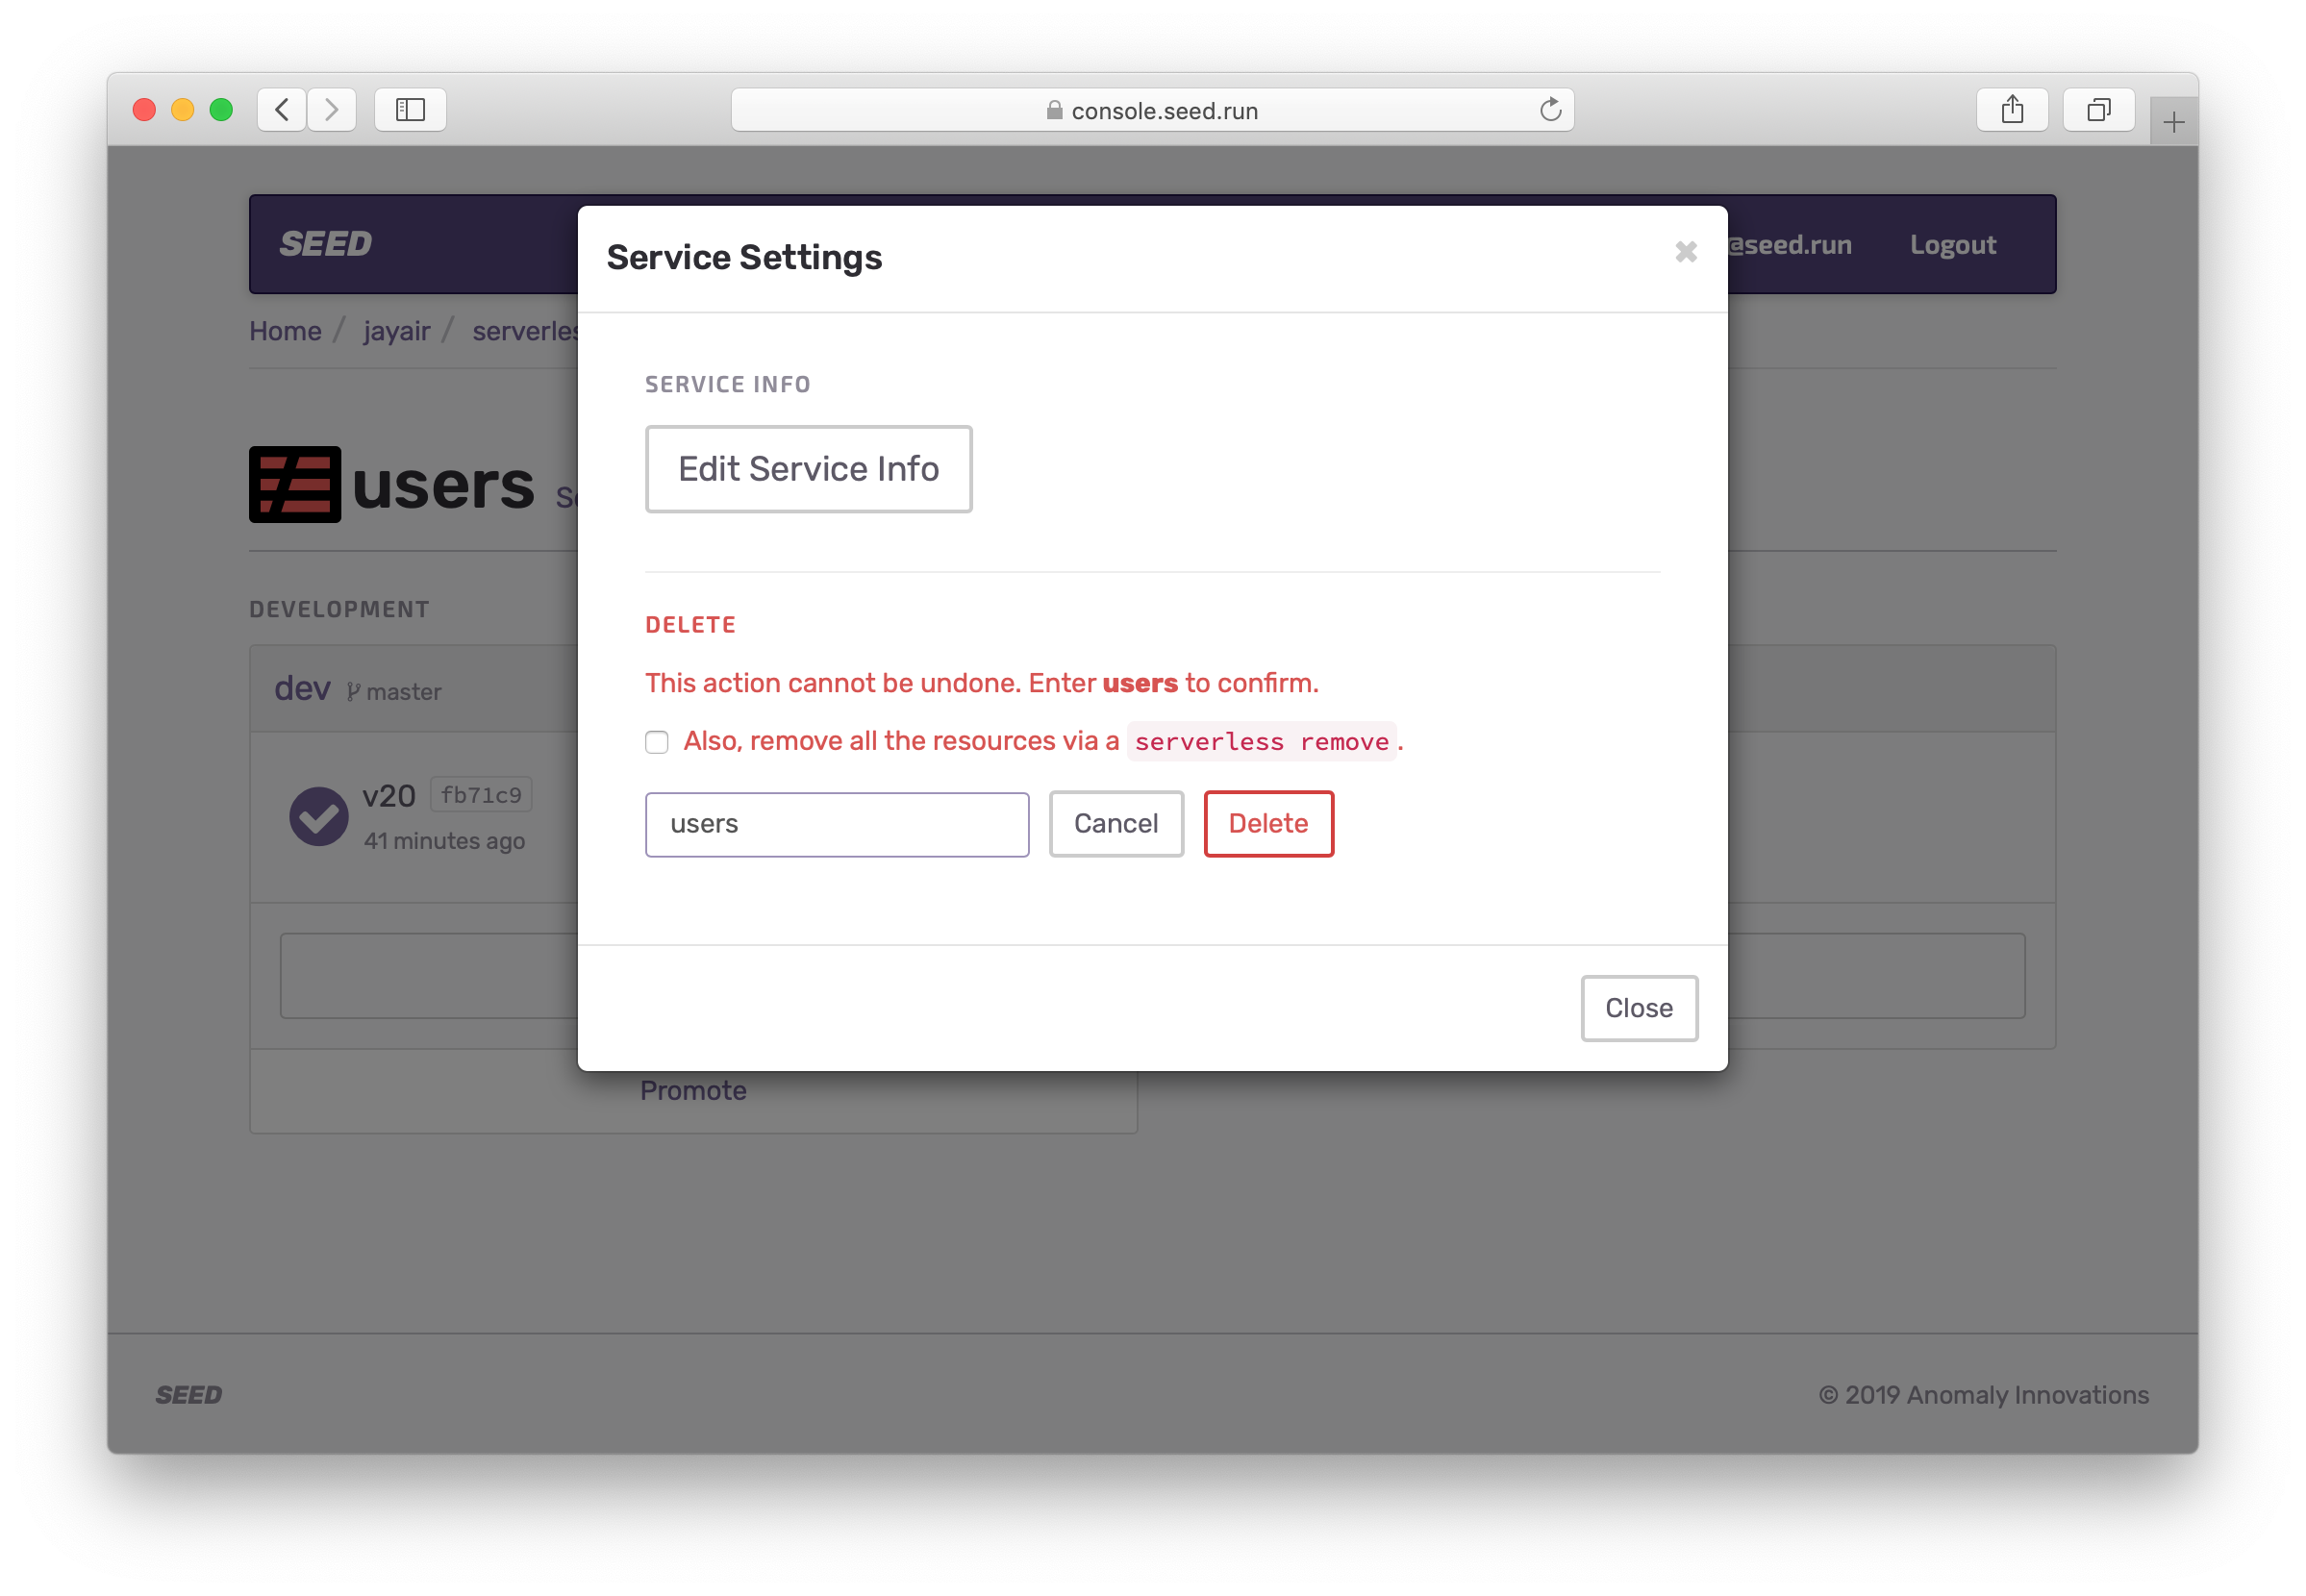 console.seed.run
SEED
@seed.run Logout
Service Settings
Home / jayair /
SERVICE INFO
Edit Service Info
users
DEVELOPMENT
DELETE
This action cannot be undone. Enter users to confirm.
dev master
Also, remove all the resources via a serverless remove.
v20 fb71c9
41 minutes ago
users Cancel Delete
Close
Promote
SEED
© 2019 Anomaly Innovations